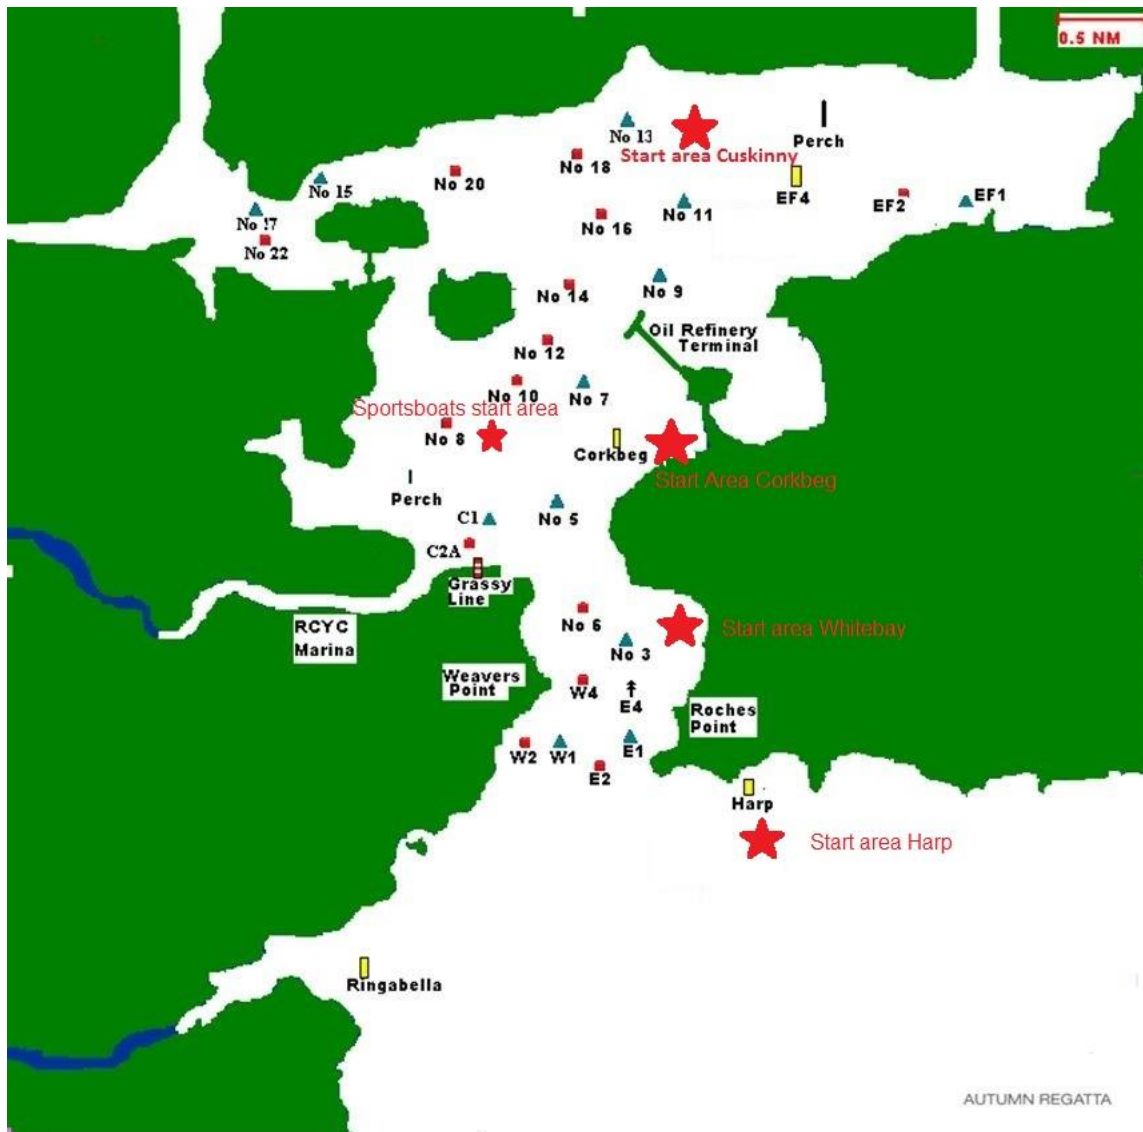 0.5 NM
No 13
Perch
Start area Cuskinny
No 18
No 20
No 15
EF4
EF2
EF1
No 11
No 16
No !7
No 22
No 9
No 14
Oil Refinery
Terminal
No 12
No 10
No 7
Sportsboats start area
No 8
Corkbeg
Start Area Corkbeg
Perch
C1
No 5
C2A
Grassy
Line
RCYC
Marina
No 6
Start area Whitebay
No 3
Weavers
Point
W4
E4
Roches
Point
W2
W1
E1
E2
Harp
Start area Harp
Ringabella
AUTUMN REGATTA